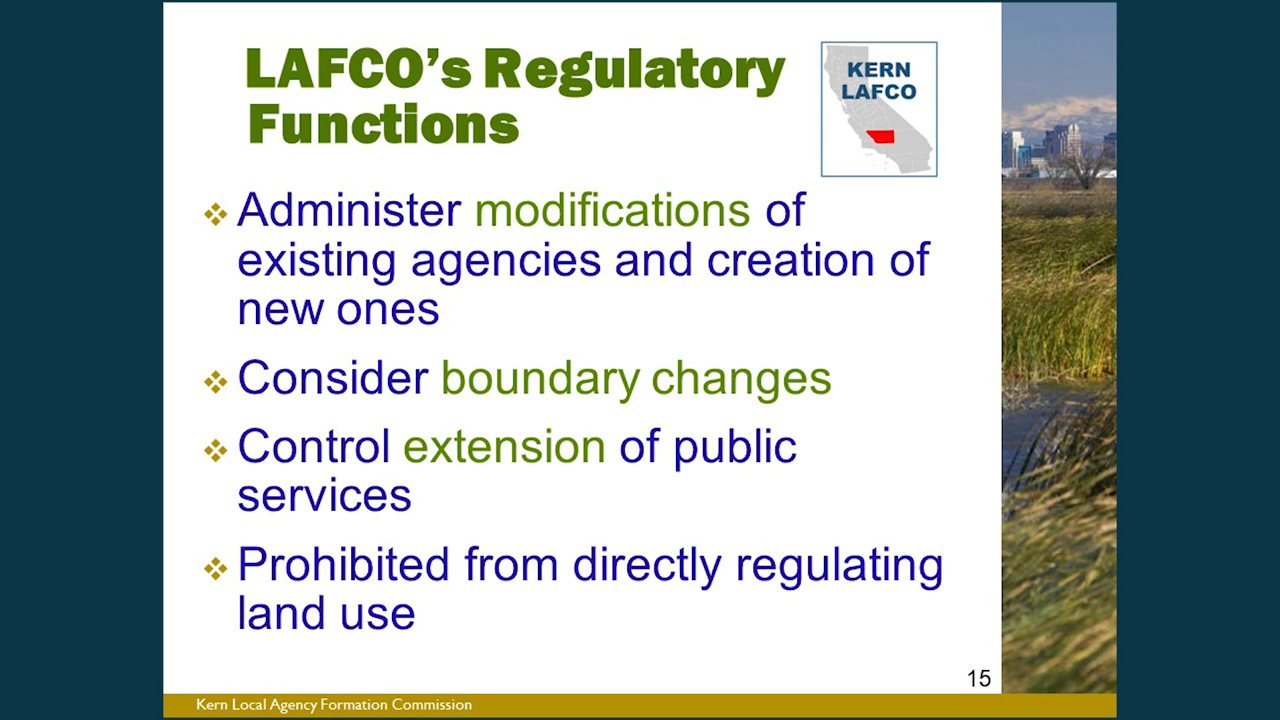 LAFCO’s Regulatory
Functions
KERN
LAFCO
❖ Administer modifications of
existing agencies and creation of
new ones
❖ Consider boundary changes
❖ Control extension of public
services
❖ Prohibited from directly regulating
land use
15
Kern Local Agency Formation Commission